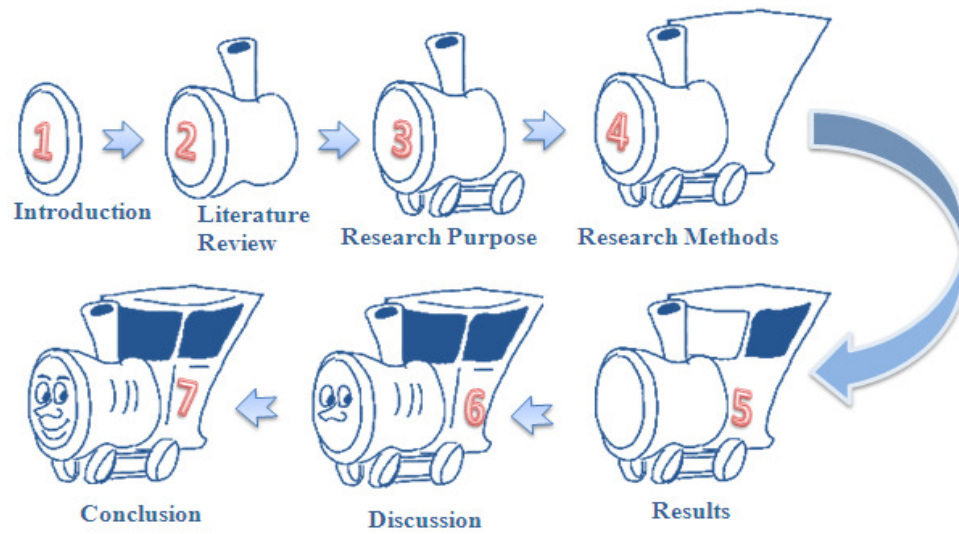 1
2
3
4
Introduction
Literature
Review
Research Purpose
Research Methods
5
6
7
Results
Discussion
Conclusion